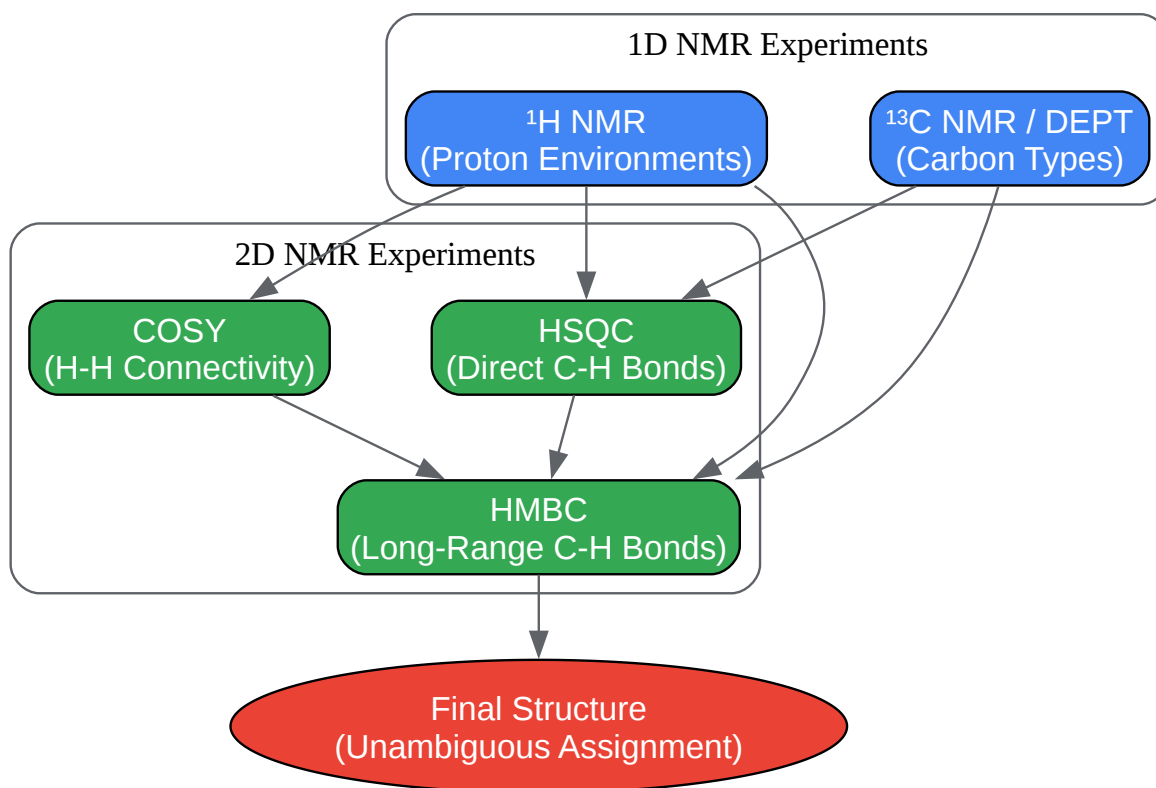 1D NMR Experiments
¹H NMR
(Proton Environments)
¹³C NMR / DEPT
(Carbon Types)
2D NMR Experiments
COSY
(H-H Connectivity)
HSQC
(Direct C-H Bonds)
HMBC
(Long-Range C-H Bonds)
Final Structure
(Unambiguous Assignment)